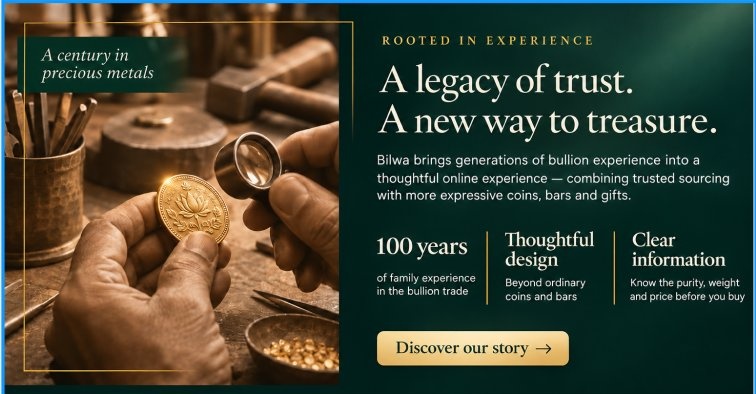 A century in
precious metals
ROOTED IN EXPERIENCE
A legacy of trust.
A new way to treasure.
Bilwa brings generations of bullion experience into a
thoughtful online experience — combining trusted sourcing
with more expressive coins, bars and gifts.
100 years
of family experience
in the bullion trade
Thoughtful
design
Beyond ordinary
coins and bars
Clear
information
Know the purity, weight
and price before you buy
Discover our story →